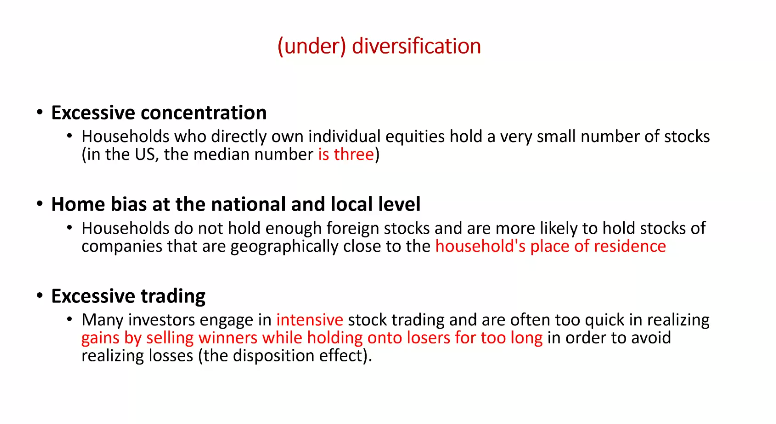 (under) diversification
• Excessive concentration
• Households who directly own individual equities hold a very small number of stocks
(in the US, the median number is three)
• Home bias at the national and local level
• Households do not hold enough foreign stocks and are more likely to hold stocks of
companies that are geographically close to the household's place of residence
• Excessive trading
• Many investors engage in intensive stock trading and are often too quick in realizing
gains by selling winners while holding onto losers for too long in order to avoid
realizing losses (the disposition effect).